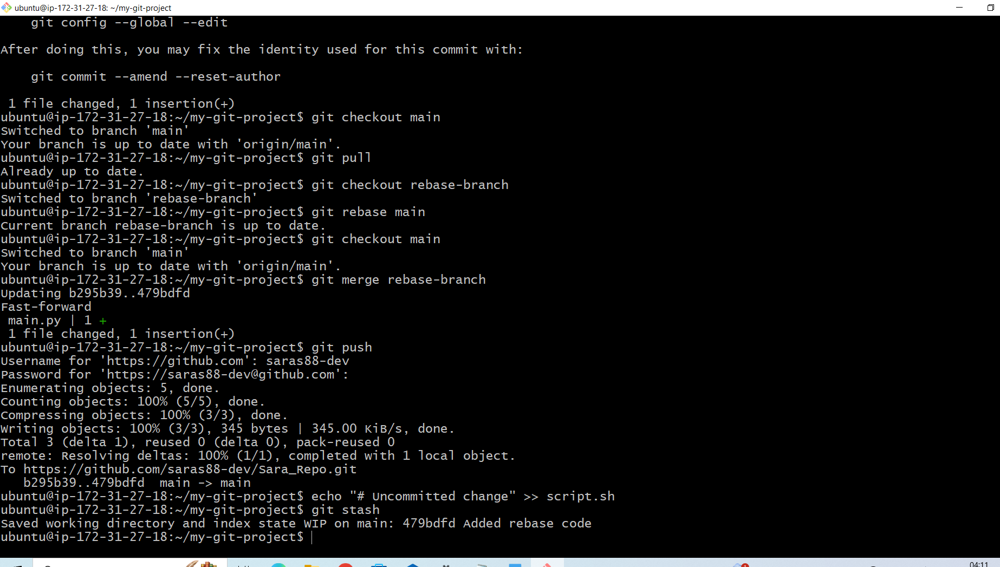 ubuntu@ip-172-31-27-18: ~/my-git-project
    git config --global --edit
After doing this, you may fix the identity used for this commit with:
    git commit --amend --reset-author
 1 file changed, 1 insertion(+)
ubuntu@ip-172-31-27-18:~/my-git-project$ git checkout main
Switched to branch 'main'
Your branch is up to date with 'origin/main'.
ubuntu@ip-172-31-27-18:~/my-git-project$ git pull
Already up to date.
ubuntu@ip-172-31-27-18:~/my-git-project$ git checkout rebase-branch
Switched to branch 'rebase-branch'
ubuntu@ip-172-31-27-18:~/my-git-project$ git rebase main
Current branch rebase-branch is up to date.
ubuntu@ip-172-31-27-18:~/my-git-project$ git checkout main
Switched to branch 'main'
Your branch is up to date with 'origin/main'.
ubuntu@ip-172-31-27-18:~/my-git-project$ git merge rebase-branch
Updating b295b39..479bdfd
Fast-forward
 main.py | 1 +
 1 file changed, 1 insertion(+)
ubuntu@ip-172-31-27-18:~/my-git-project$ git push
Username for 'https://github.com': saras88-dev
Password for 'https://saras88-dev@github.com':
Enumerating objects: 5, done.
Counting objects: 100% (5/5), done.
Compressing objects: 100% (3/3), done.
Writing objects: 100% (3/3), 345 bytes | 345.00 KiB/s, done.
Total 3 (delta 1), reused 0 (delta 0), pack-reused 0
remote: Resolving deltas: 100% (1/1), completed with 1 local object.
To https://github.com/saras88-dev/Sara_Repo.git
   b295b39..479bdfd  main -> main
ubuntu@ip-172-31-27-18:~/my-git-project$ echo "# Uncommitted change" >> script.sh
ubuntu@ip-172-31-27-18:~/my-git-project$ git stash
Saved working directory and index state WIP on main: 479bdfd Added rebase code
ubuntu@ip-172-31-27-18:~/my-git-project$
04:11